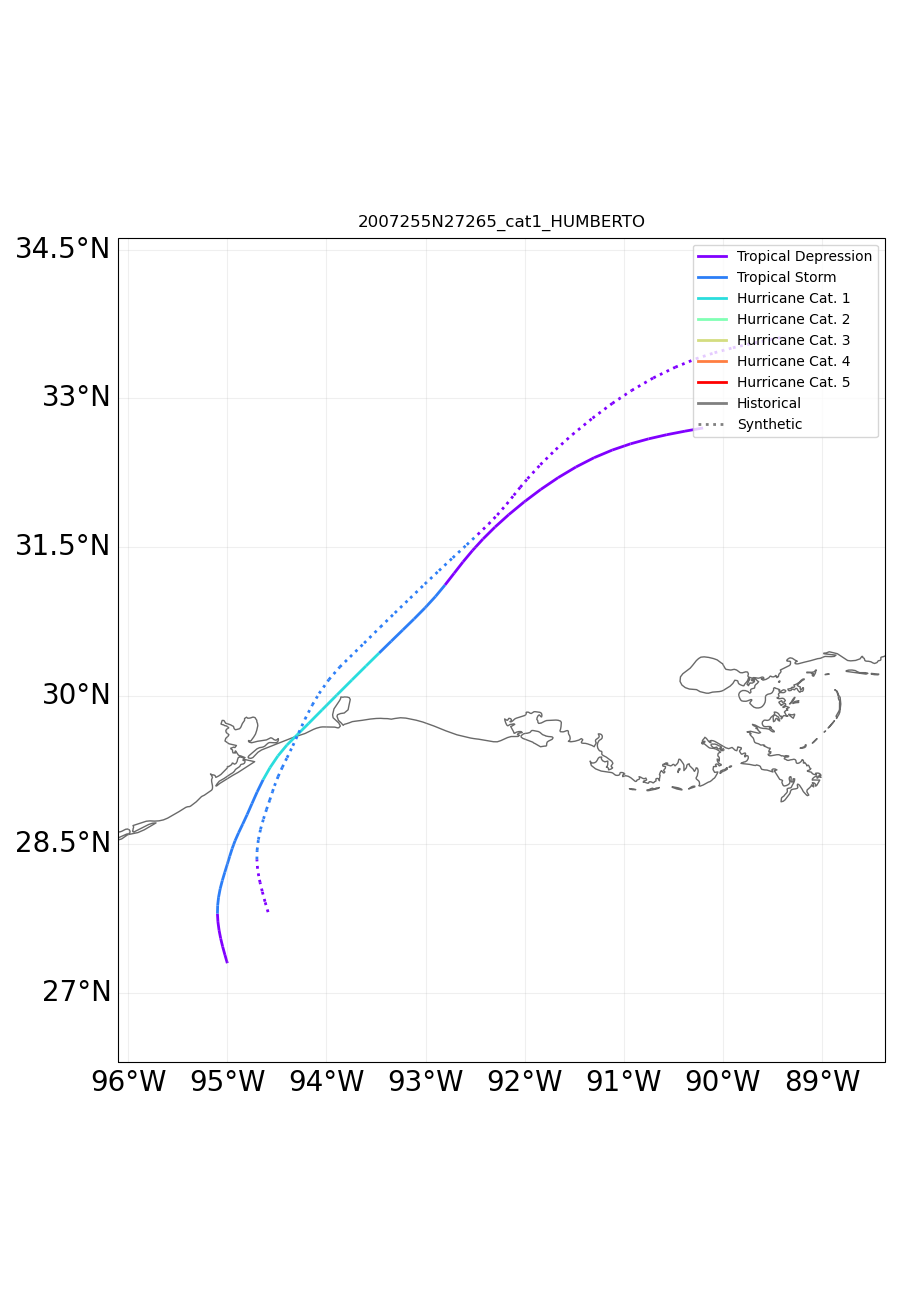 2007255N27265_cat1_HUMBERTO
34.5°N
33°N
31.5°N
30°N
28.5°N
27°N
Tropical Depression
Tropical Storm
Hurricane Cat. 1
Hurricane Cat. 2
Hurricane Cat. 3
Hurricane Cat. 4
Hurricane Cat. 5
Historical
Synthetic
96°W 95°W 94°W 93°W 92°W 91°W 90°W 89°W